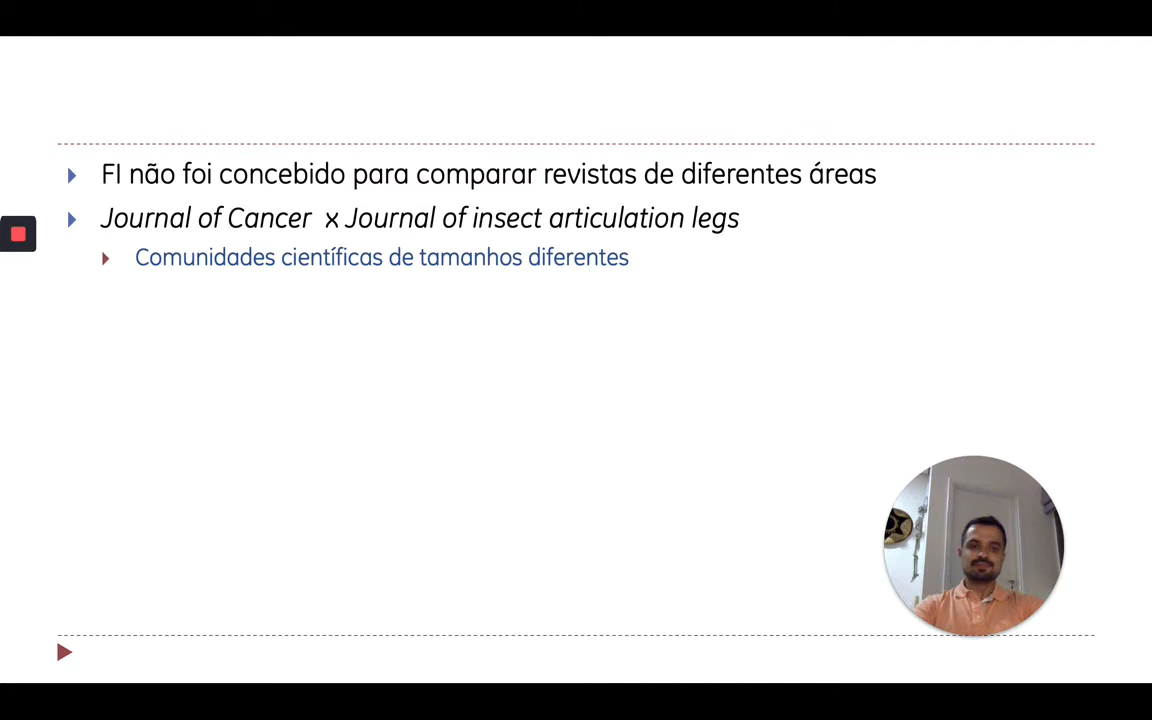 FI não foi concebido para comparar revistas de diferentes áreas
Journal of Cancer x Journal of insect articulation legs
Comunidades científicas de tamanhos diferentes